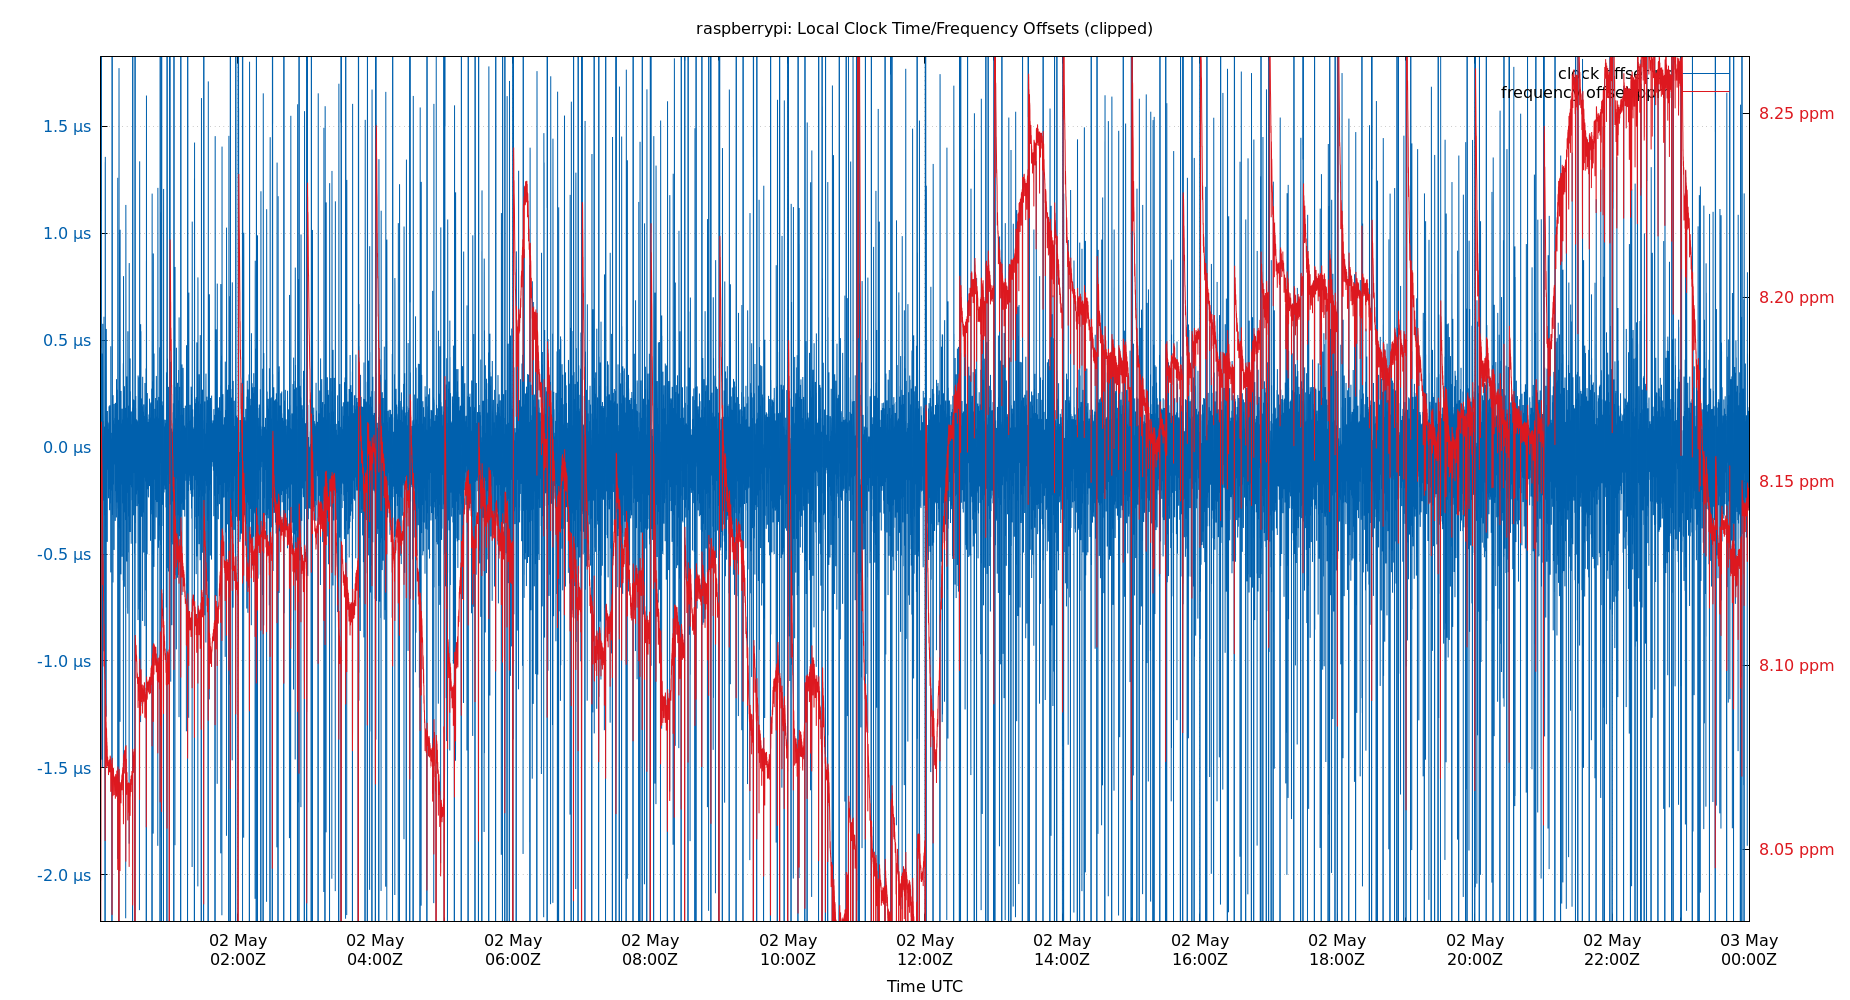 raspberrypi: Local Clock Time/Frequency Offsets (clipped)
clock offset
frequency offset ppm
1.5 µs
1.0 µs
0.5 µs
0.0 µs
-0.5 µs
-1.0 µs
-1.5 µs
-2.0 µs
8.25 ppm
8.20 ppm
8.15 ppm
8.10 ppm
8.05 ppm
02 May 02 May 02 May 02 May 02 May 02 May 02 May 02 May 02 May 02 May 02 May 03 May
02:00Z 04:00Z 06:00Z 08:00Z 10:00Z 12:00Z 14:00Z 16:00Z 18:00Z 20:00Z 22:00Z 00:00Z
Time UTC